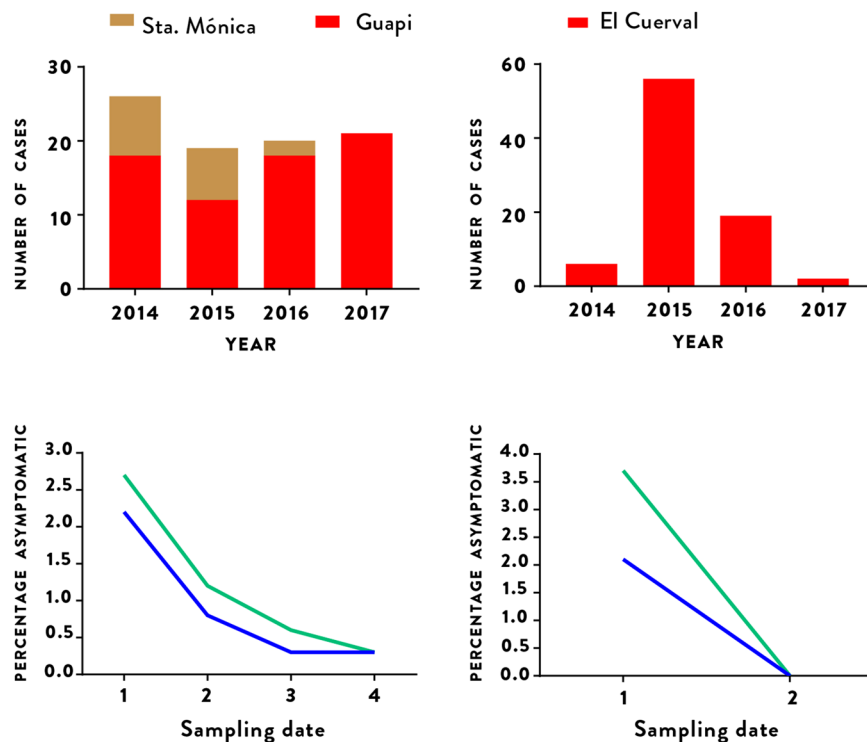 Sta. Mónica
Guapi
NUMBER OF CASES
30
20
10
0
2014 2015 2016 2017
YEAR
El Cuerval
NUMBER OF CASES
60
40
20
0
2014 2015 2016 2017
YEAR
PERCENTAGE ASYMPTOMATIC
3.0
2.5
2.0
1.5
1.0
0.5
0.0
1 2 3 4
Sampling date
PERCENTAGE ASYMPTOMATIC
4.0
3.5
3.0
2.5
2.0
1.5
1.0
0.5
0.0
1 2
Sampling date